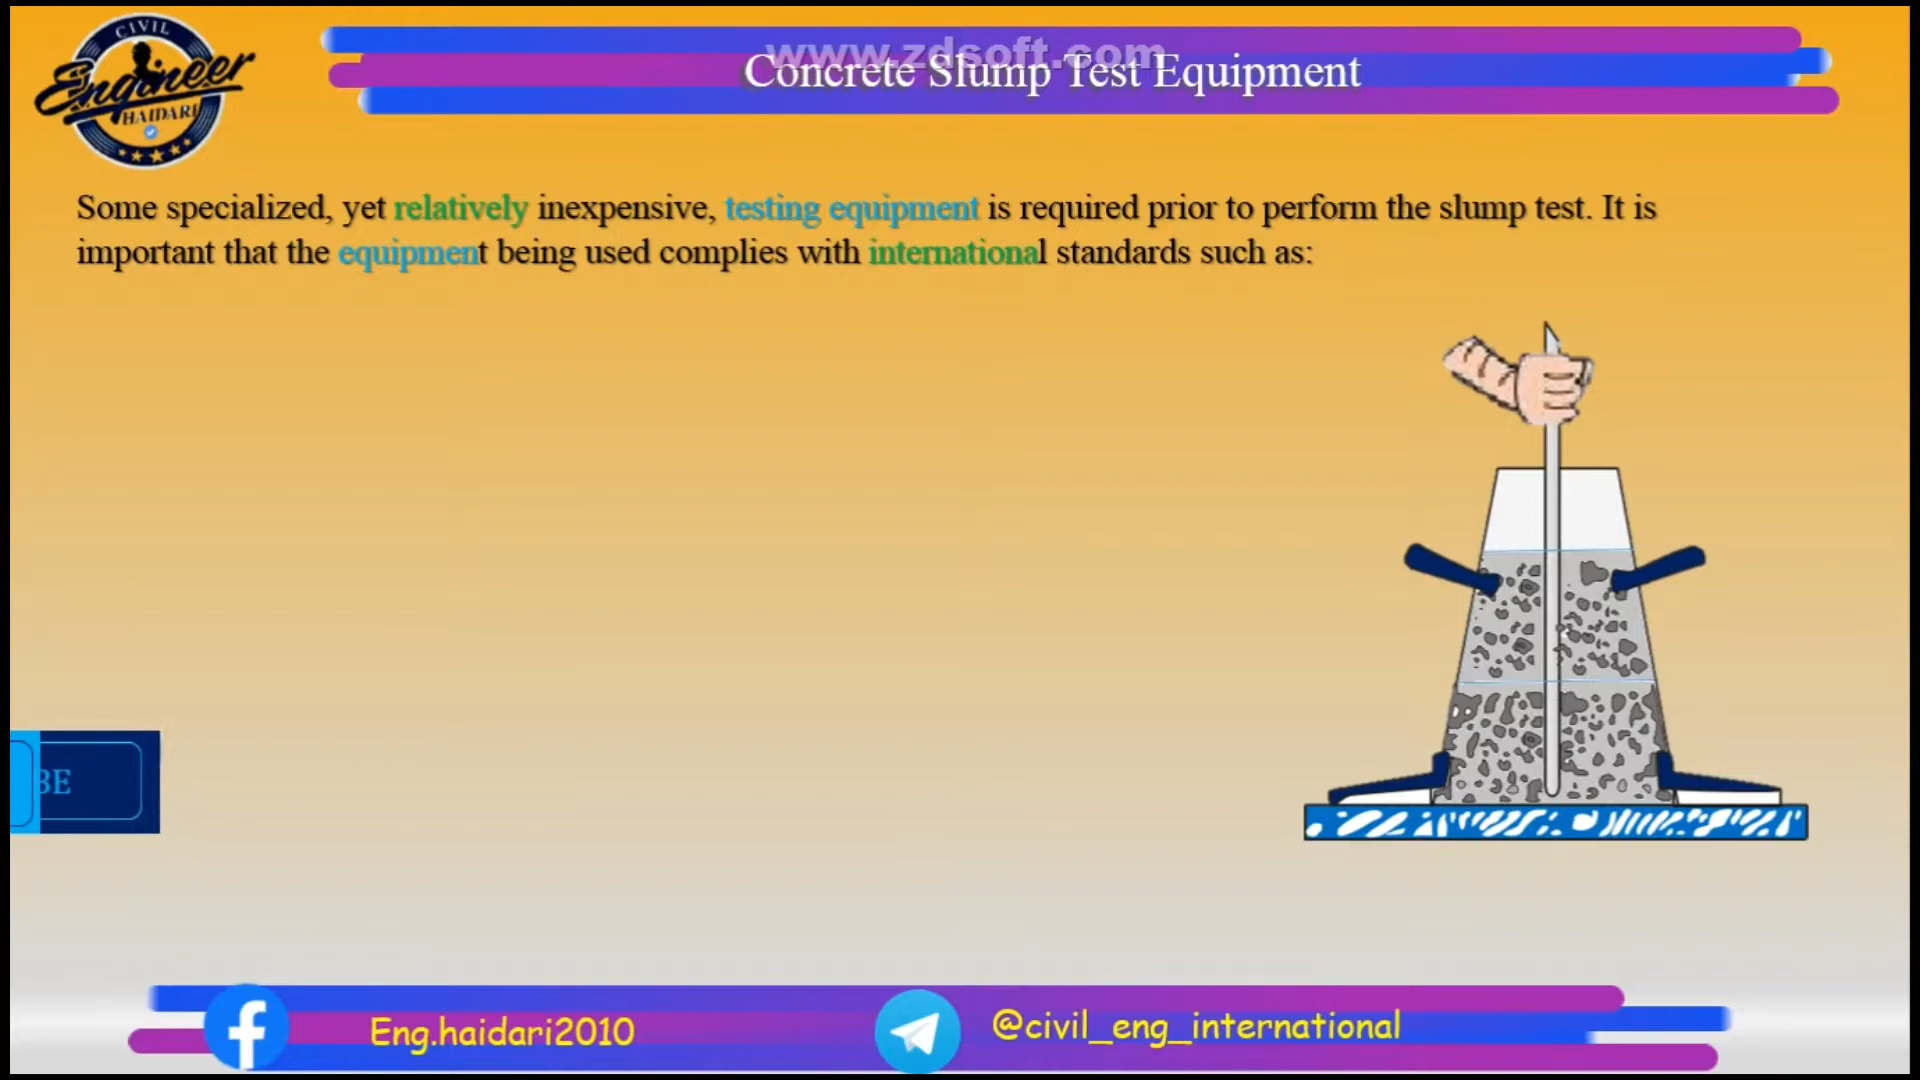 CIVIL
Engineer
HAIDARI
www.zdsoft.com
Concrete Slump Test Equipment
Some specialized, yet relatively inexpensive, testing equipment is required prior to perform the slump test. It is
important that the equipment being used complies with international standards such as:
BE
Eng.haidari2010
@civil_eng_international